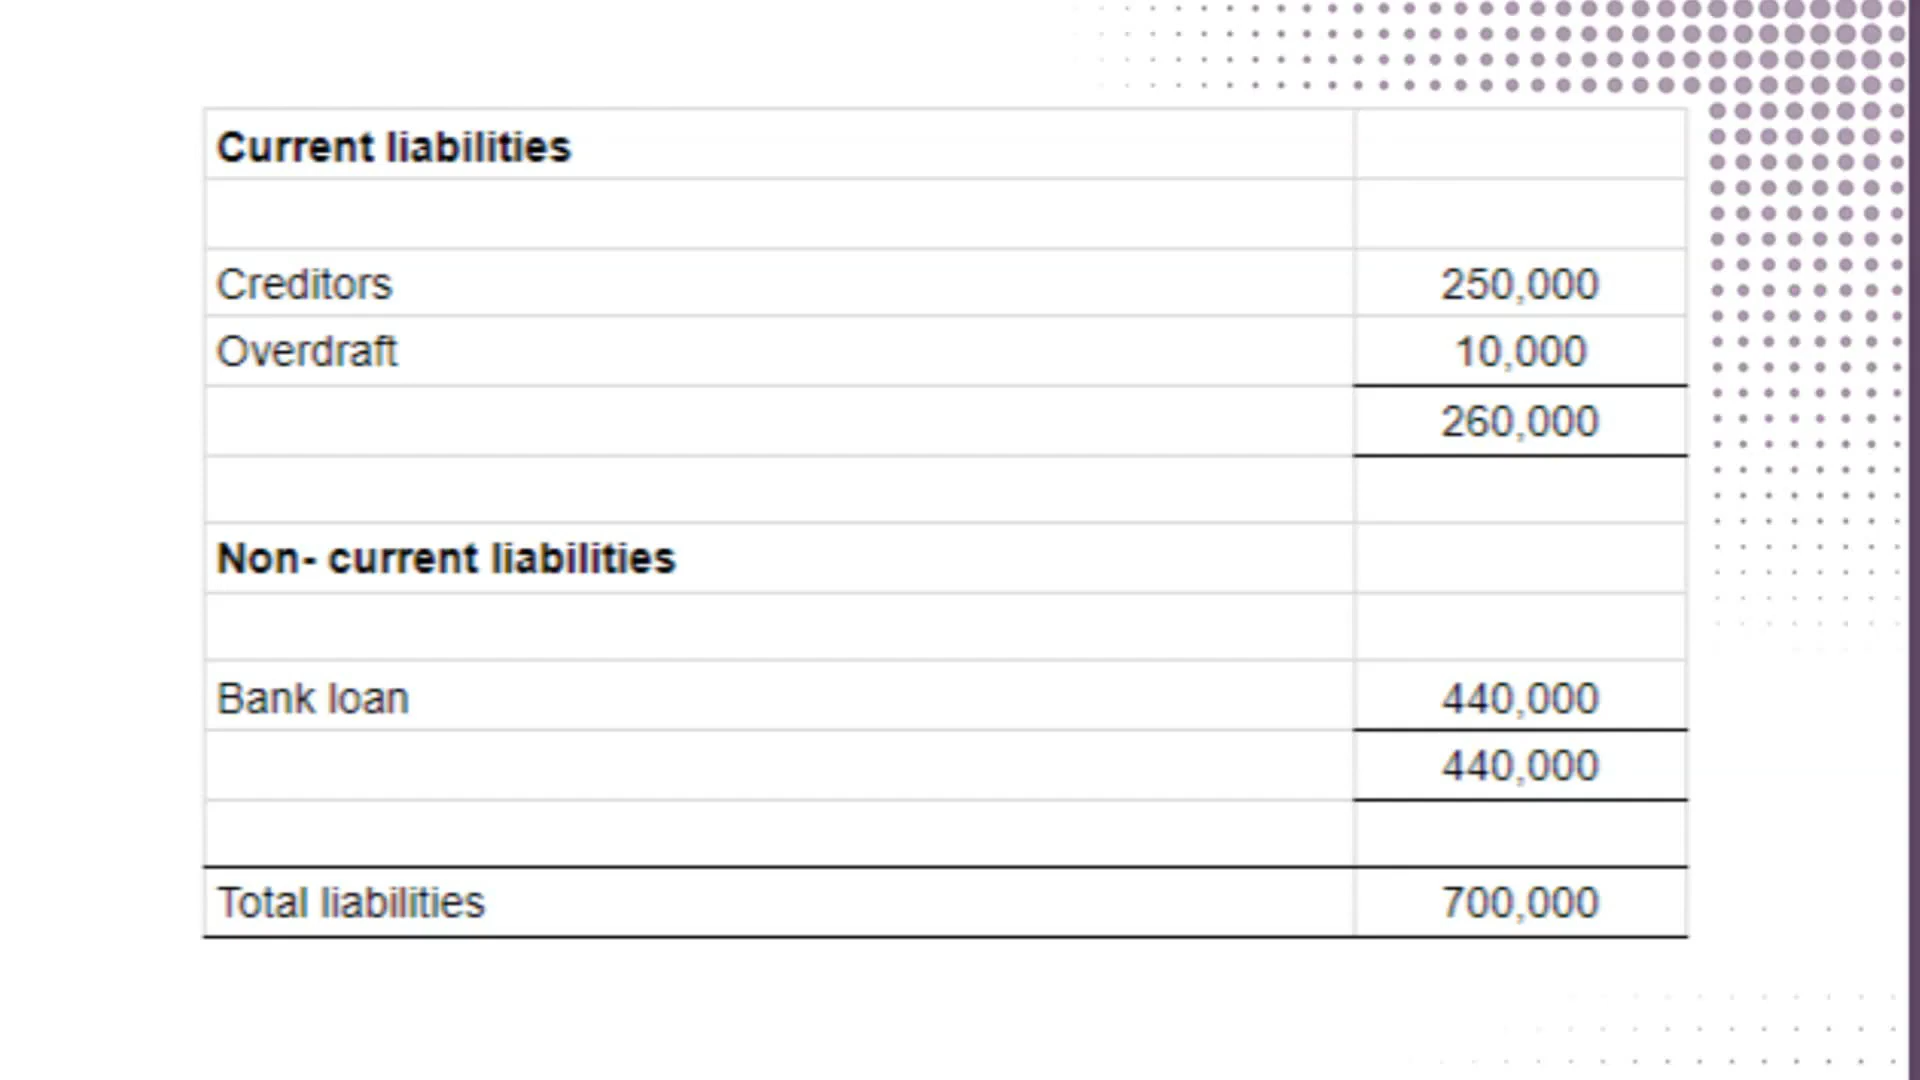 Current liabilities
Creditors 250,000
Overdraft 10,000
260,000
Non- current liabilities
Bank loan 440,000
440,000
Total liabilities 700,000